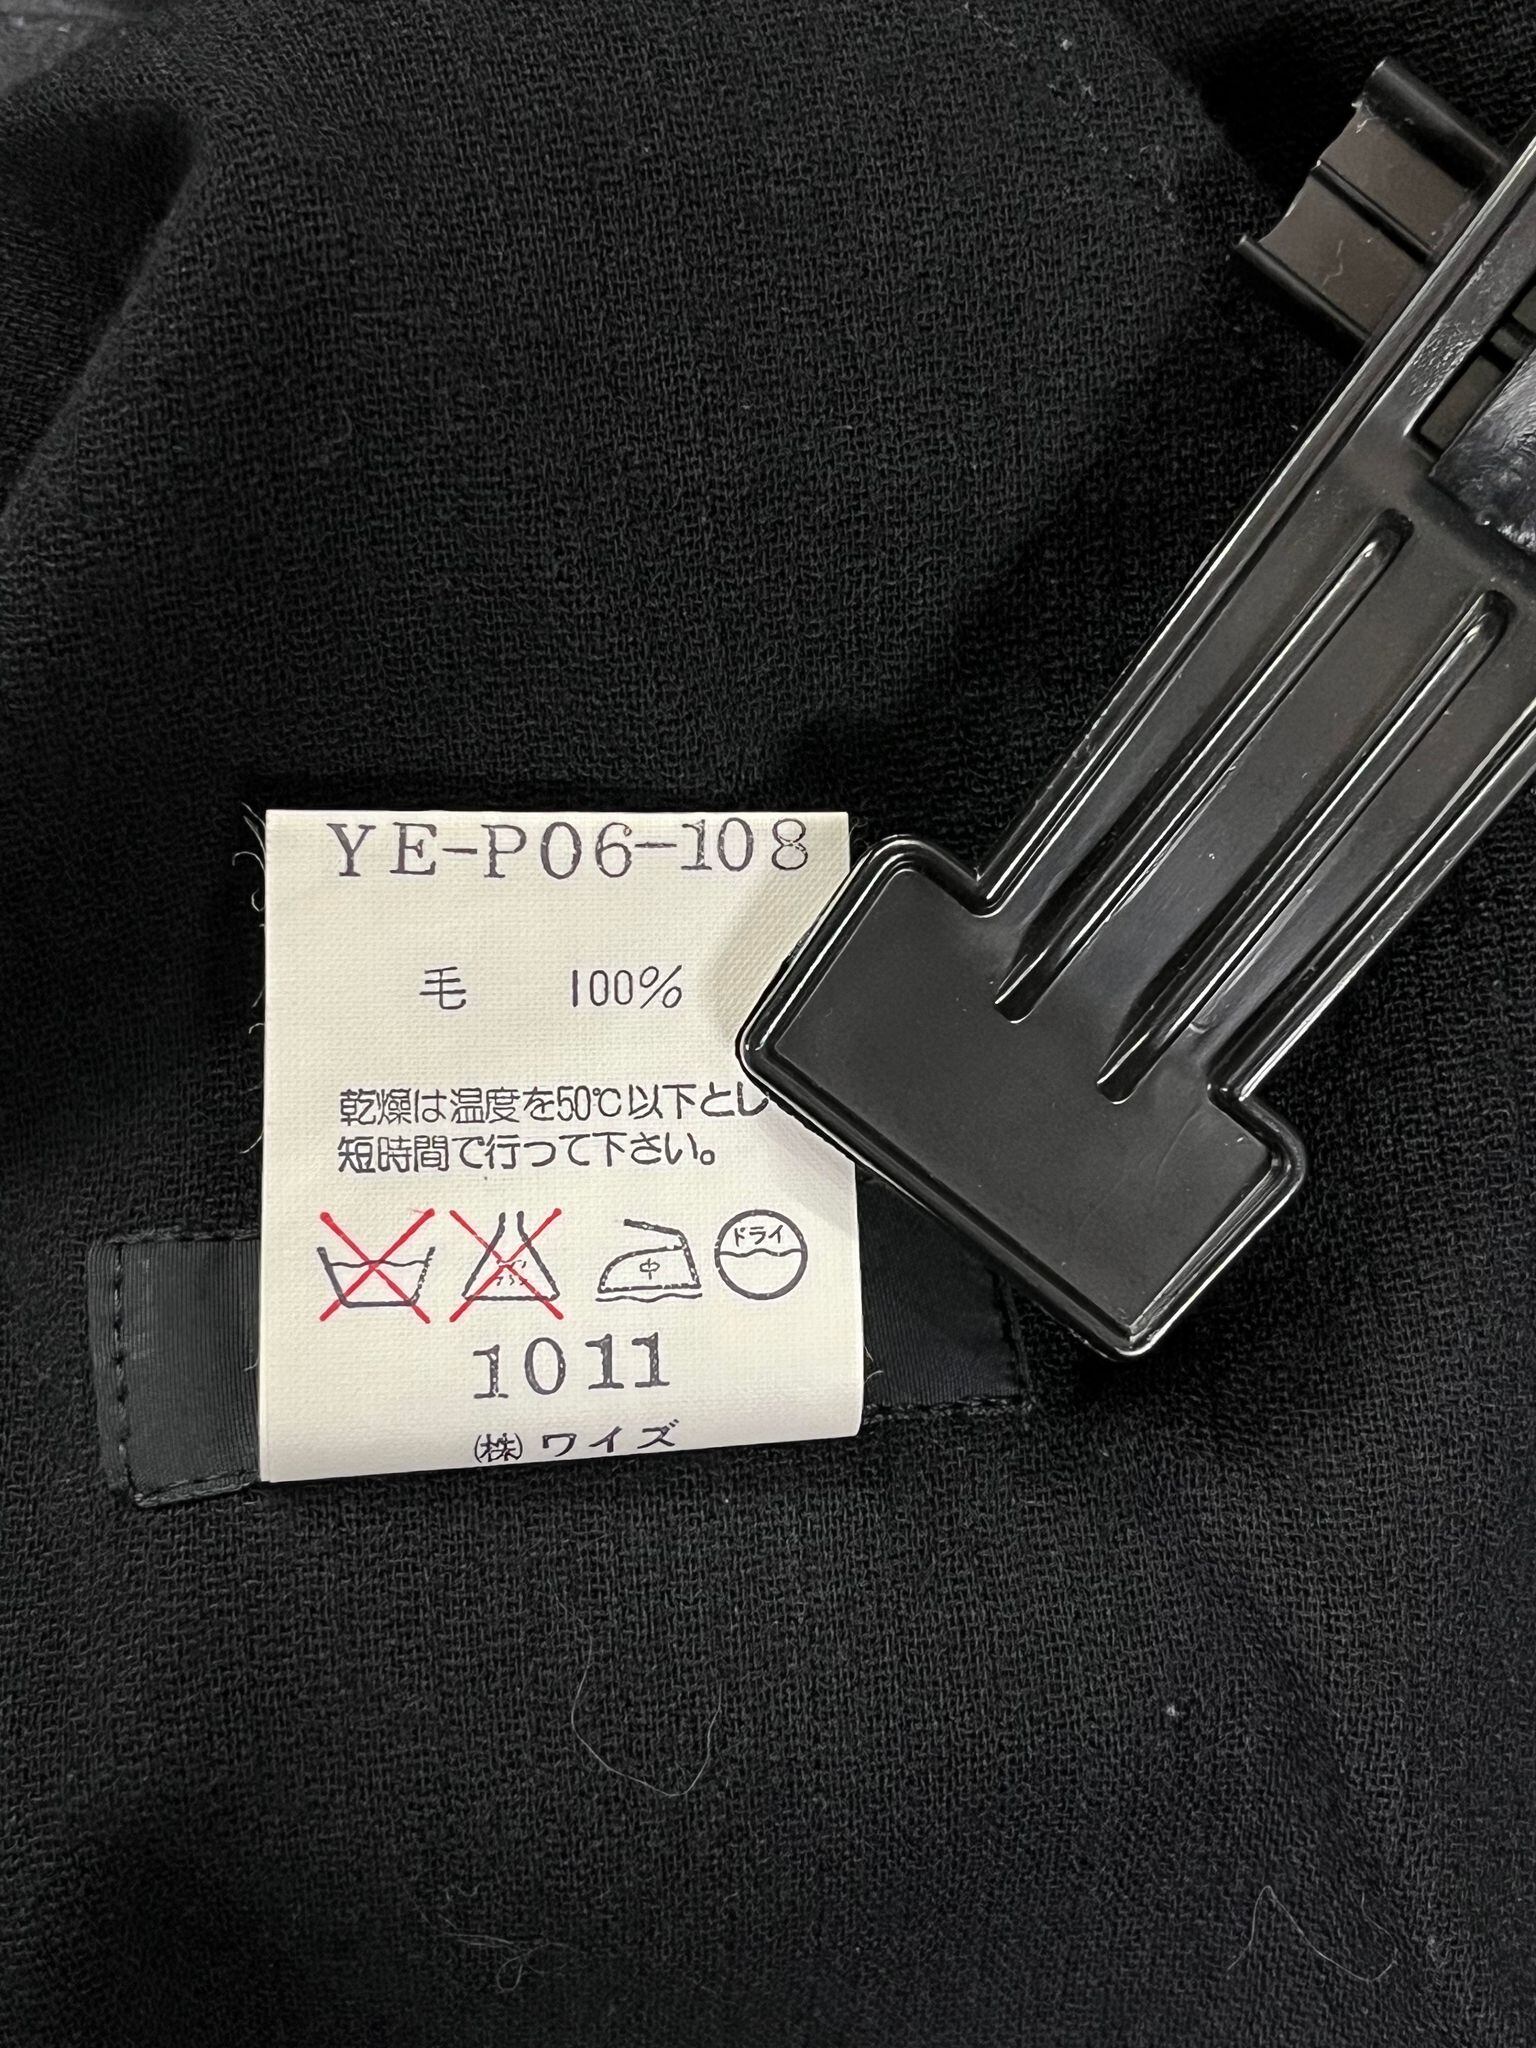 YE-P06-108
毛 100%
乾燥は温度を50℃以下とし
短時間で行って下さい。
中
ドライ
1011
㈱ワイズ